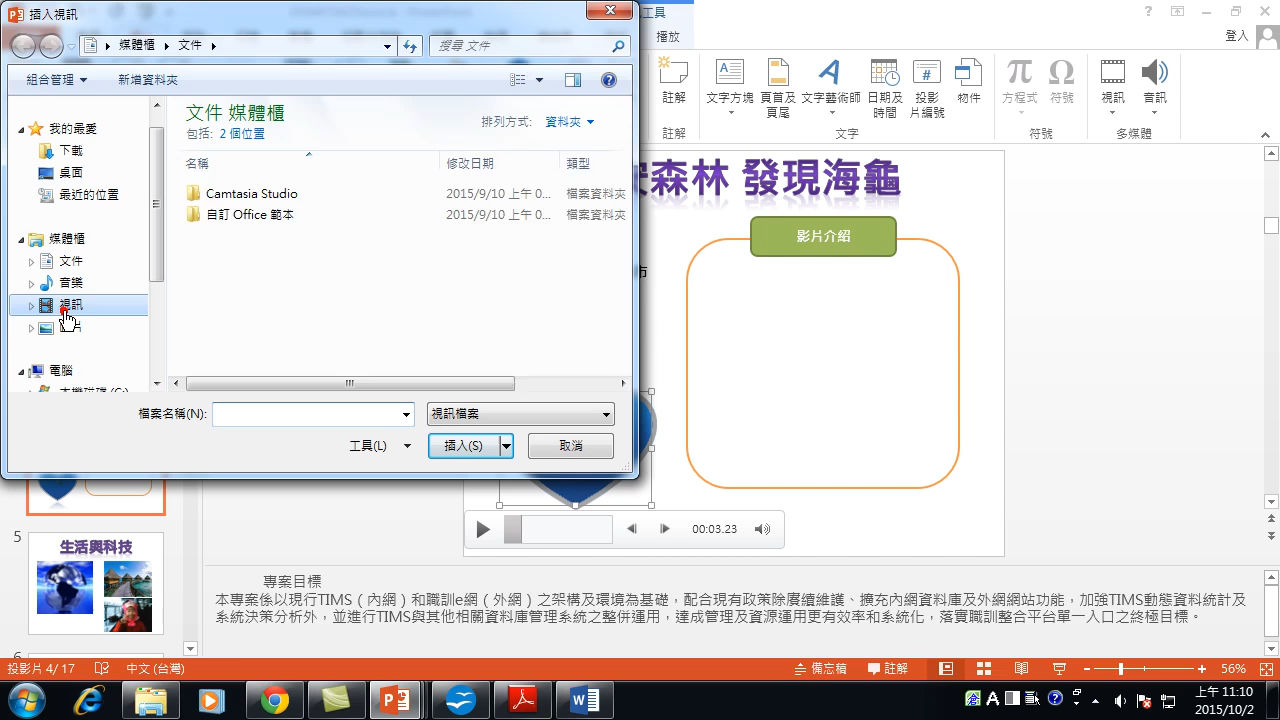 插入視訊
工具
播放
登入
媒體櫃 文件
搜尋 文件
組合管理
新增資料夾
我的最愛
下載
桌面
最近的位置
媒體櫃
文件
音樂
視訊
電腦
文件 媒體櫃
包括: 2 個位置
排列方式: 資料夾
名稱 修改日期 類型
Camtasia Studio 2015/9/10 上午 0... 檔案資料夾
自訂 Office 範本 2015/9/10 上午 0... 檔案資料夾
檔案名稱(N):
視訊檔案
工具(L)
插入(S)
取消
註解
文字方塊
頁首及頁尾
文字藝術師
日期及時間
投影片編號
物件
方程式
符號
視訊
音訊
註解
文字
符號
多媒體
森林 發現海龜
影片介紹
市
00:03.23
5
生活與科技
專案目標
本專案係以現行TIMS（內網）和職訓e網（外網）之架構及環境為基礎，配合現有政策除賡續維護、擴充內網資料庫及外網網站功能，加強TIMS動態資料統計及
系統決策分析外，並進行TIMS與其他相關資料庫管理系統之整併運用，達成管理及資源運用更有效率和系統化，落實職訓整合平台單一入口之終極目標。
投影片 4/17
中文 (台灣)
備忘稿
註解
56%
上午 11:10
2015/10/2